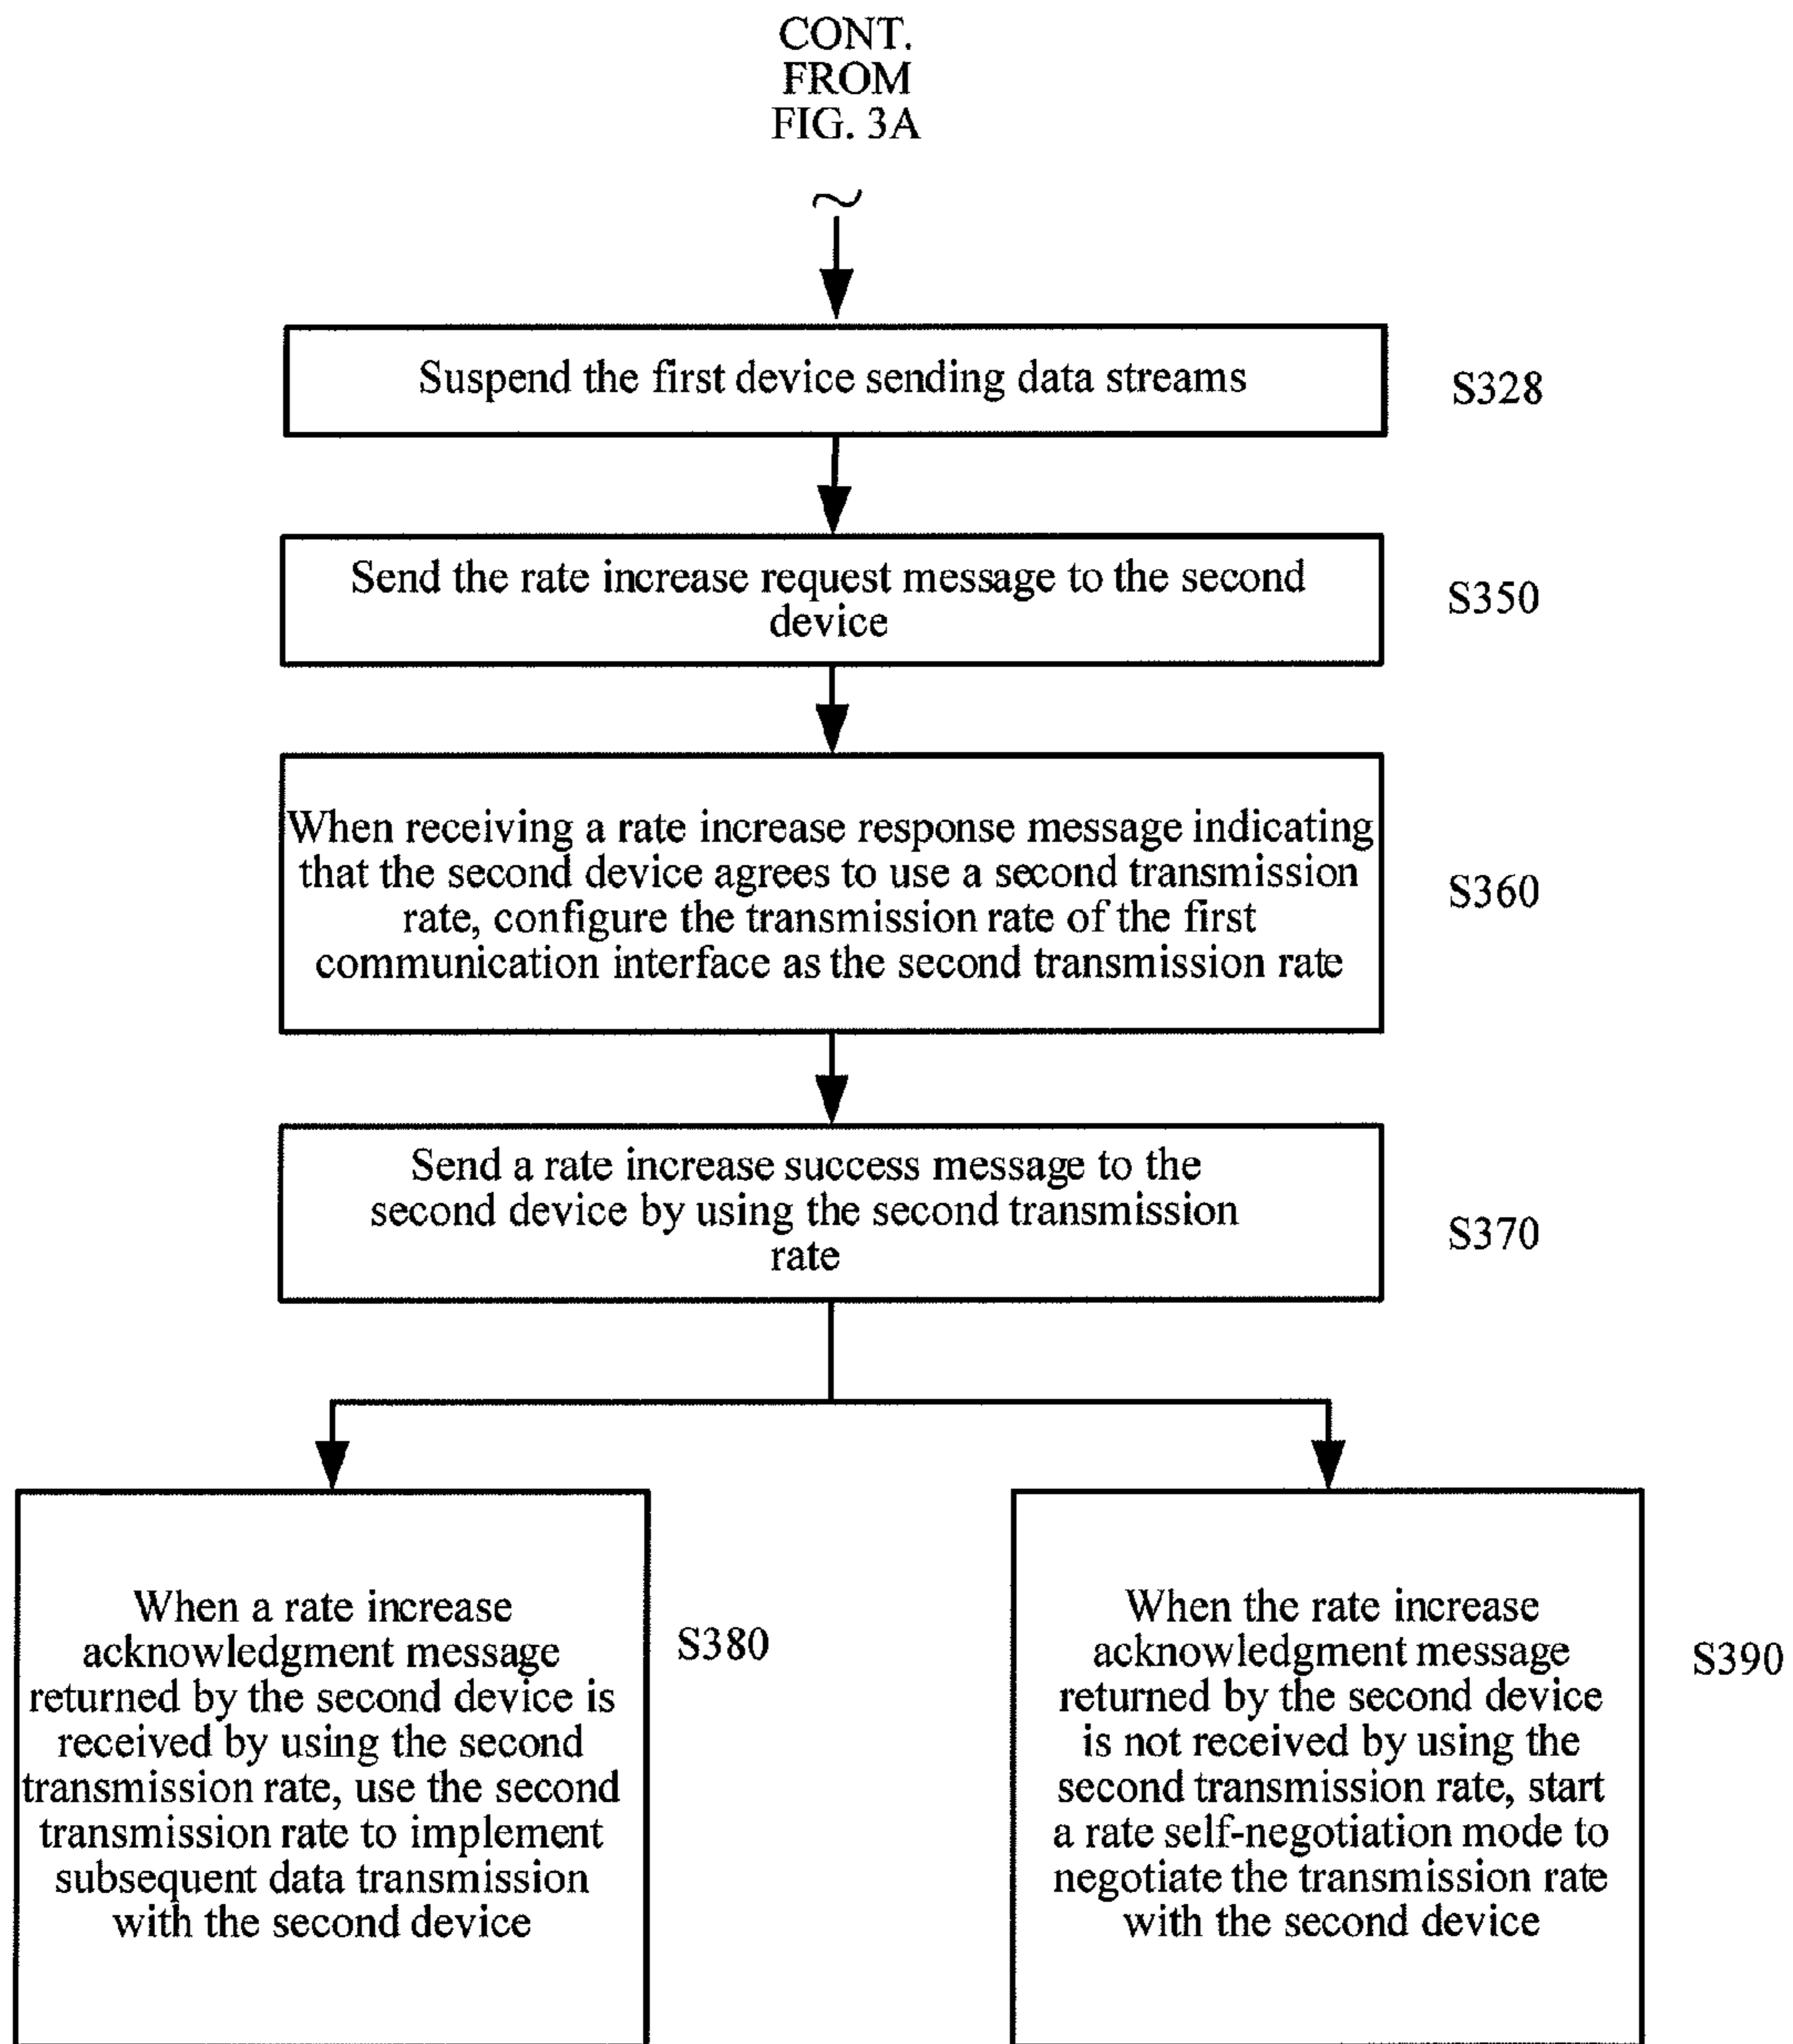 CONT.
FROM
FIG. 3A
Suspend the first device sending data streams
S328
Send the rate increase request message to the second
device
S350
When receiving a rate increase response message indicating
that the second device agrees to use a second transmission
rate, configure the transmission rate of the first
communication interface as the second transmission rate
S360
Send a rate increase success message to the
second device by using the second transmission
rate
S370
When a rate increase
acknowledgment message
returned by the second device is
received by using the second
transmission rate, use the second
transmission rate to implement
subsequent data transmission
with the second device
S380
When the rate increase
acknowledgment message
returned by the second device
is not received by using the
second transmission rate, start
a rate self-negotiation mode to
negotiate the transmission rate
with the second device
S390